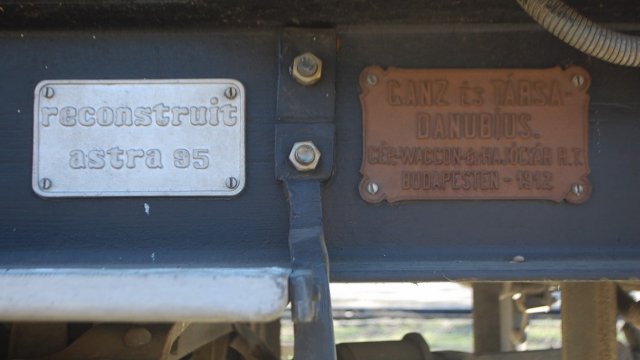 reconstruit
astra 95
GANZ és TÁRSA-
DANUBIUS.
GÉP-WAGGON-& HAJÓGYÁR R.T.
BUDAPESTEN - 1912